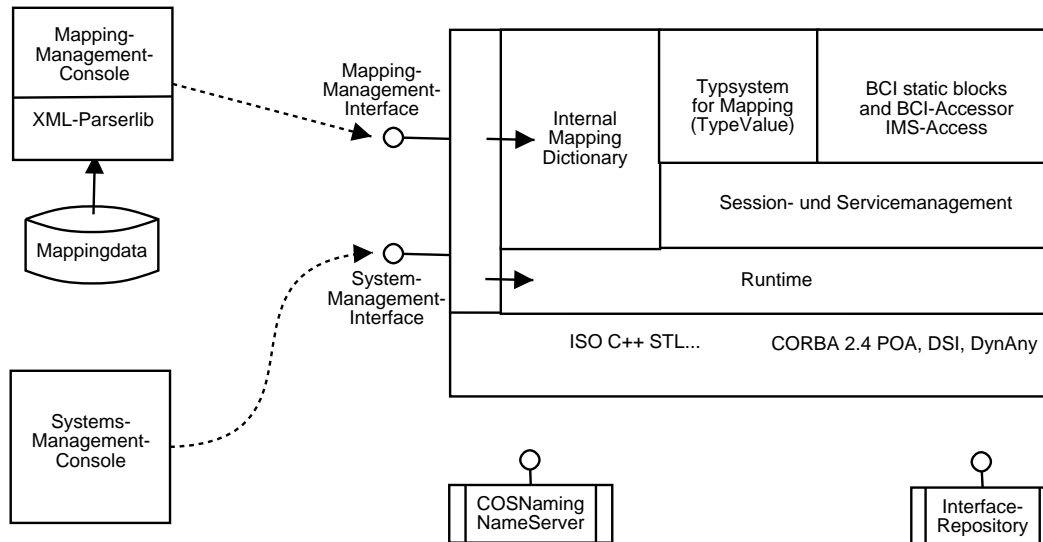 Mapping-
Management-
Console
XML-Parserlib
Mappingdata
Mapping-
Management-
Interface
System-
Management-
Interface
Internal
Mapping
Dictionary
Typsystem
for Mapping
(TypeValue)
BCI static blocks
and BCI-Accessor
IMS-Access
Session- und Servicemanagement
Runtime
ISO C++ STL...
CORBA 2.4 POA, DSI, DynAny
Systems-
Management-
Console
COSNaming
NameServer
Interface-
Repository